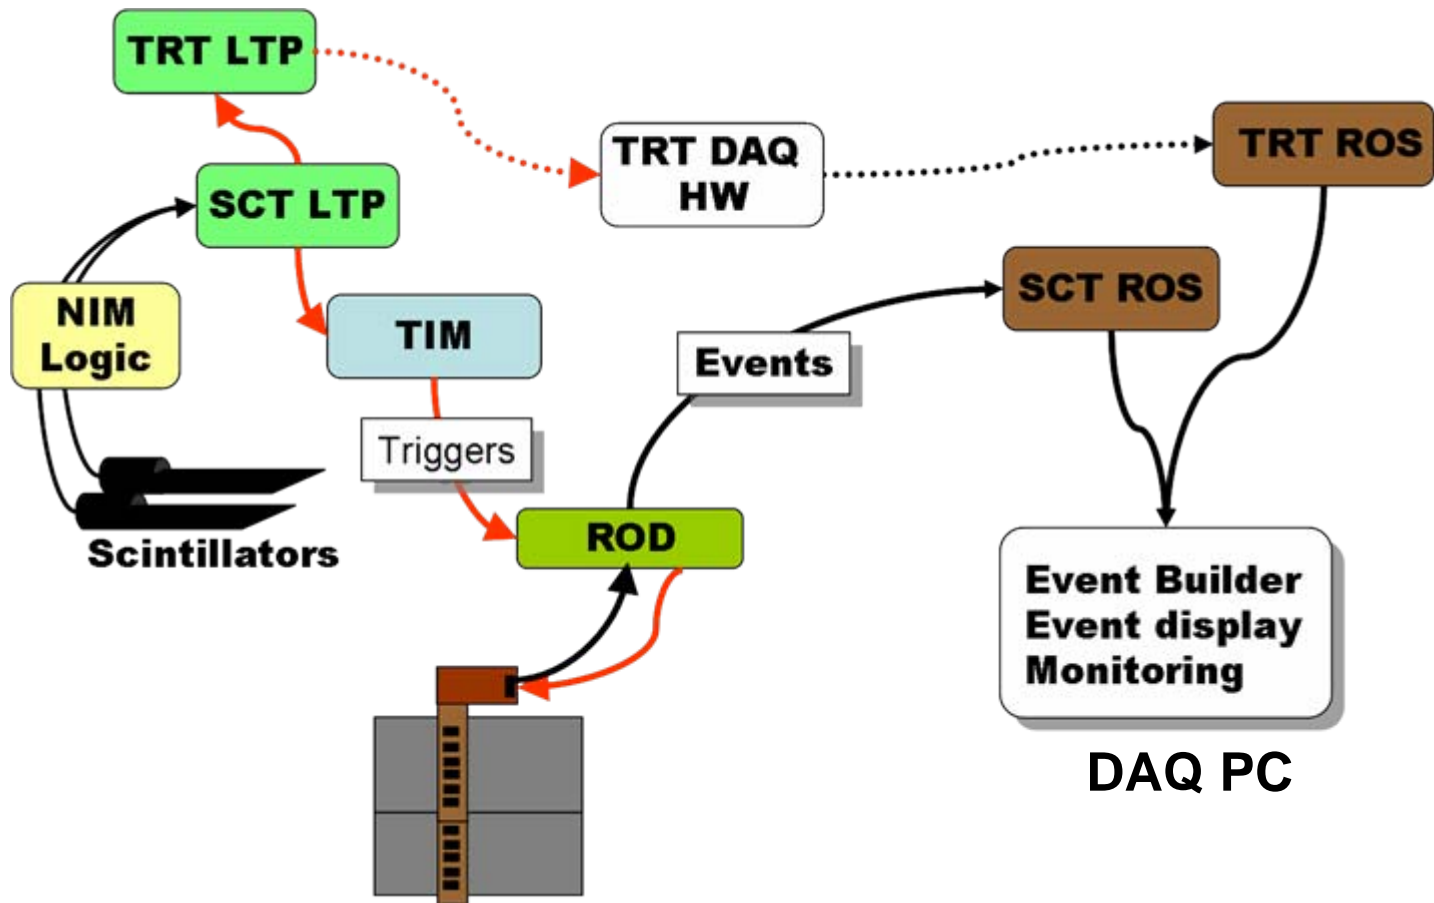 TRT LTP
TRT DAQ
HW
TRT ROS
SCT LTP
SCT ROS
NIM
Logic
TIM
Events
Triggers
ROD
Scintillators
Event Builder
Event display
Monitoring
DAQ PC